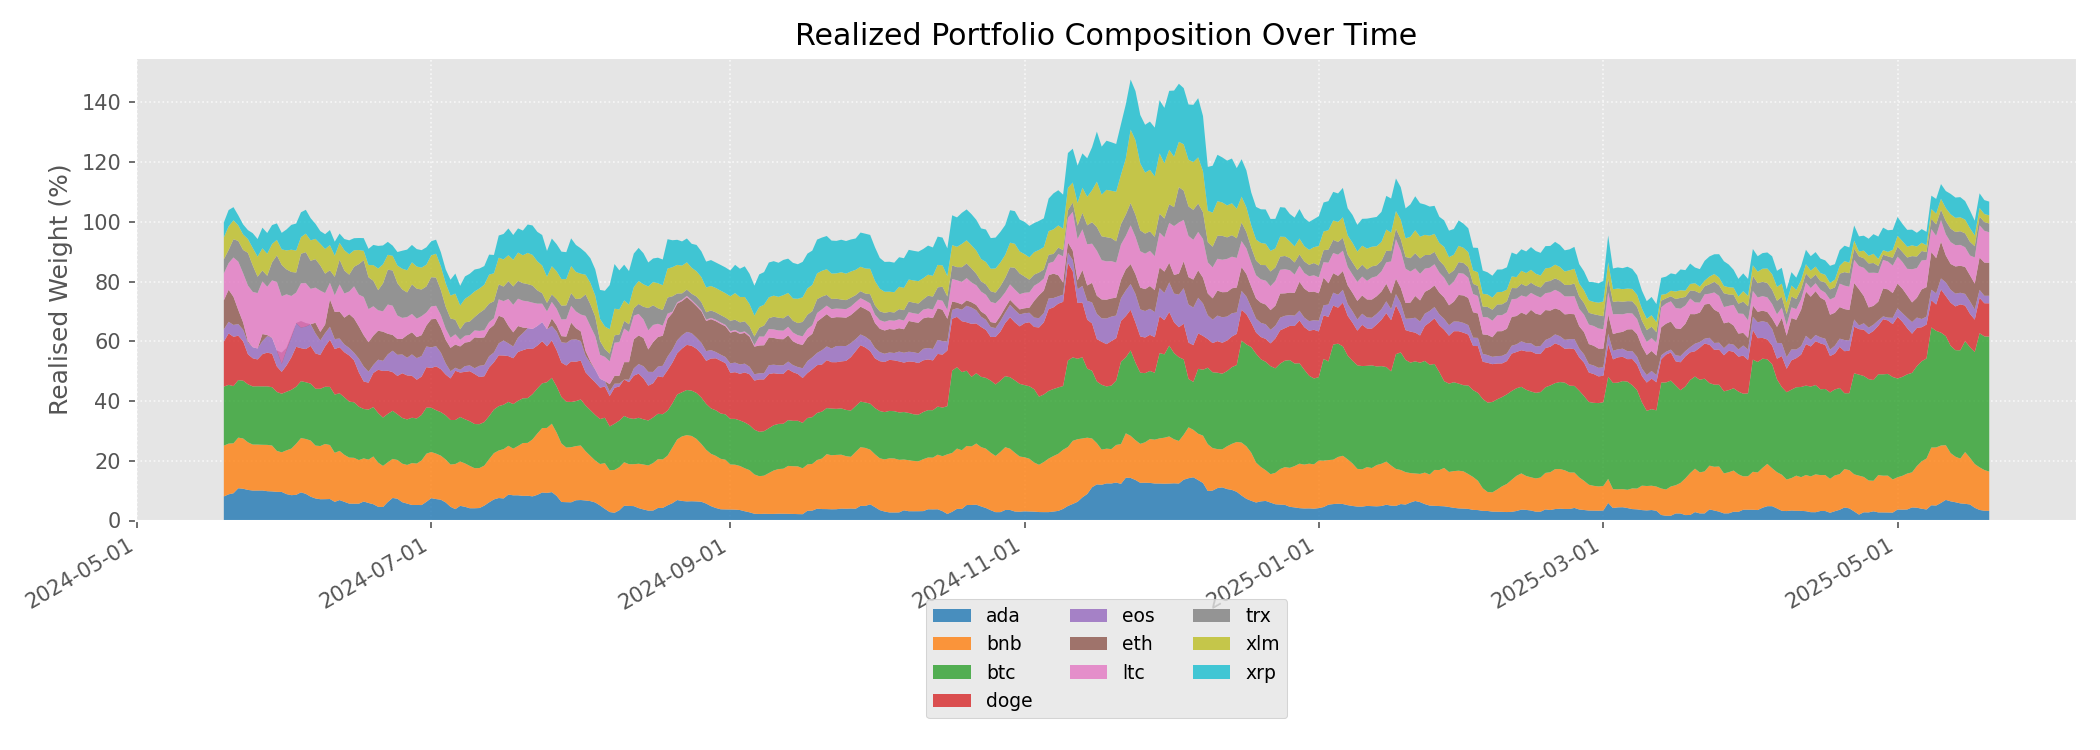 Realized Portfolio Composition Over Time
Realised Weight (%)
140
120
100
80
60
40
20
0
2024-05-01
2024-07-01
2024-09-01
2024-11-01
2025-01-01
2025-03-01
2025-05-01
ada
bnb
btc
doge
eos
eth
ltc
trx
xlm
xrp